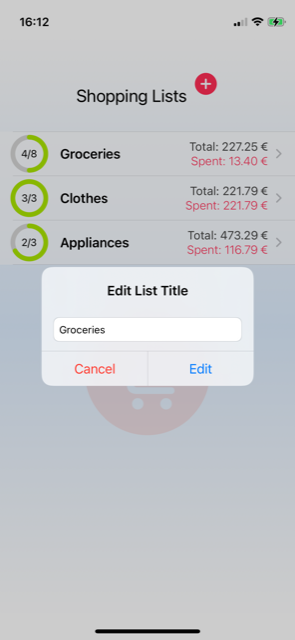 16:12
Shopping Lists
4/8
Groceries
Total: 227.25 €
Spent: 13.40 €
3/3
Clothes
Total: 221.79 €
Spent: 221.79 €
2/3
Appliances
Total: 473.29 €
Spent: 116.79 €
Edit List Title
Groceries
Cancel
Edit